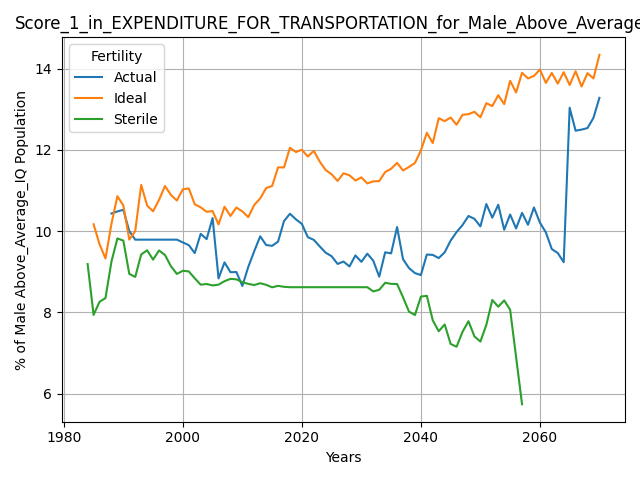 Score_1_in_EXPENDITURE_FOR_TRANSPORTATION_for_Male_Above_Average
Fertility
Actual
Ideal
Sterile
% of Male Above_Average_IQ Population
14
12
10
8
6
1980
2000
2020
2040
2060
Years